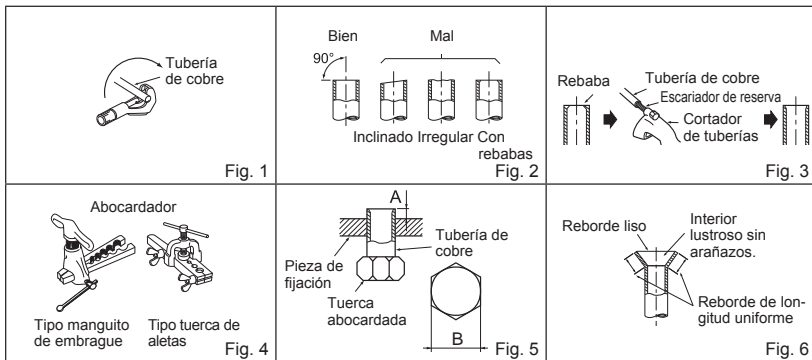 Tubería
de cobre
Fig. 1
Bien
Mal
90°
Inclinado Irregular Con
rebabas
Fig. 2
Rebaba
Tubería de cobre
Escariador de reserva
Cortador
de tuberías
Fig. 3
Abocardador
Tipo manguito
de embrague
Tipo tuerca de
aletas
Fig. 4
A
Tubería de
cobre
Pieza de
fijación
Tuerca
abocardada
B
Fig. 5
Reborde liso
Interior
lustroso sin
arañazos.
Reborde de lon-
gitud uniforme
Fig. 6